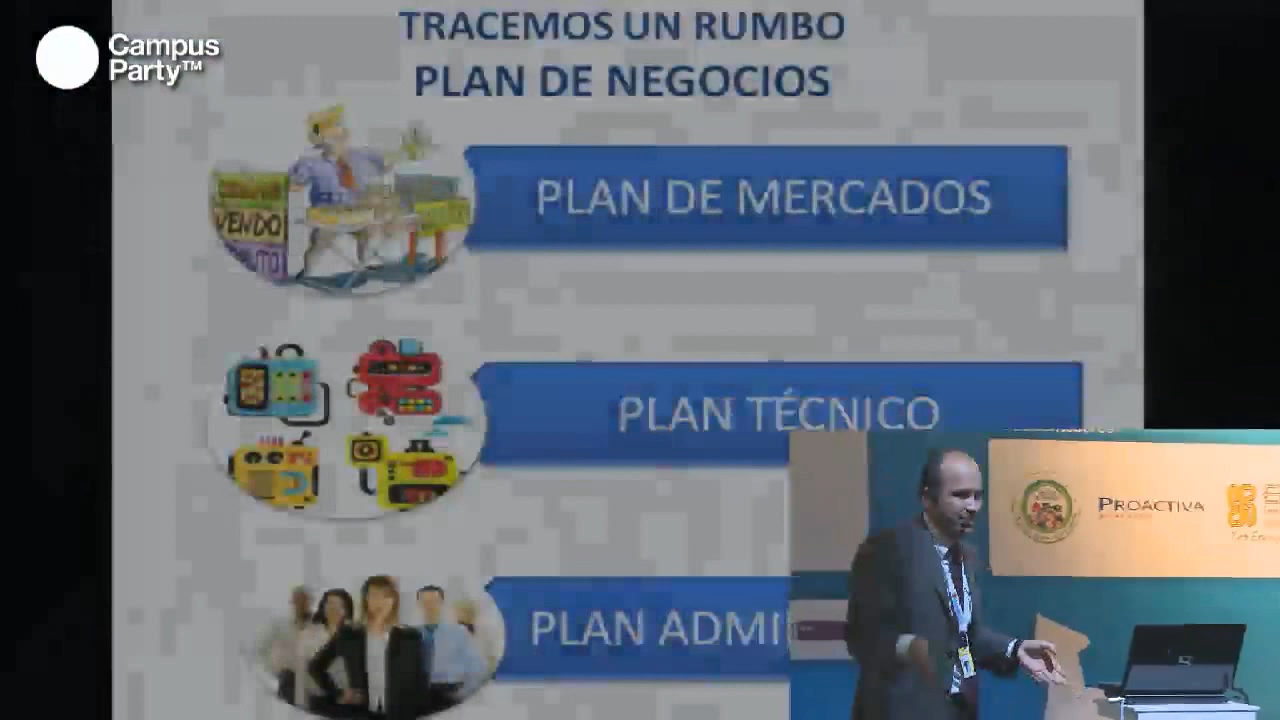 Campus
Party™
TRACEMOS UN RUMBO
PLAN DE NEGOCIOS
PLAN DE MERCADOS
VENDO
PLAN TÉCNICO
PLAN ADMI
PROACTIVA